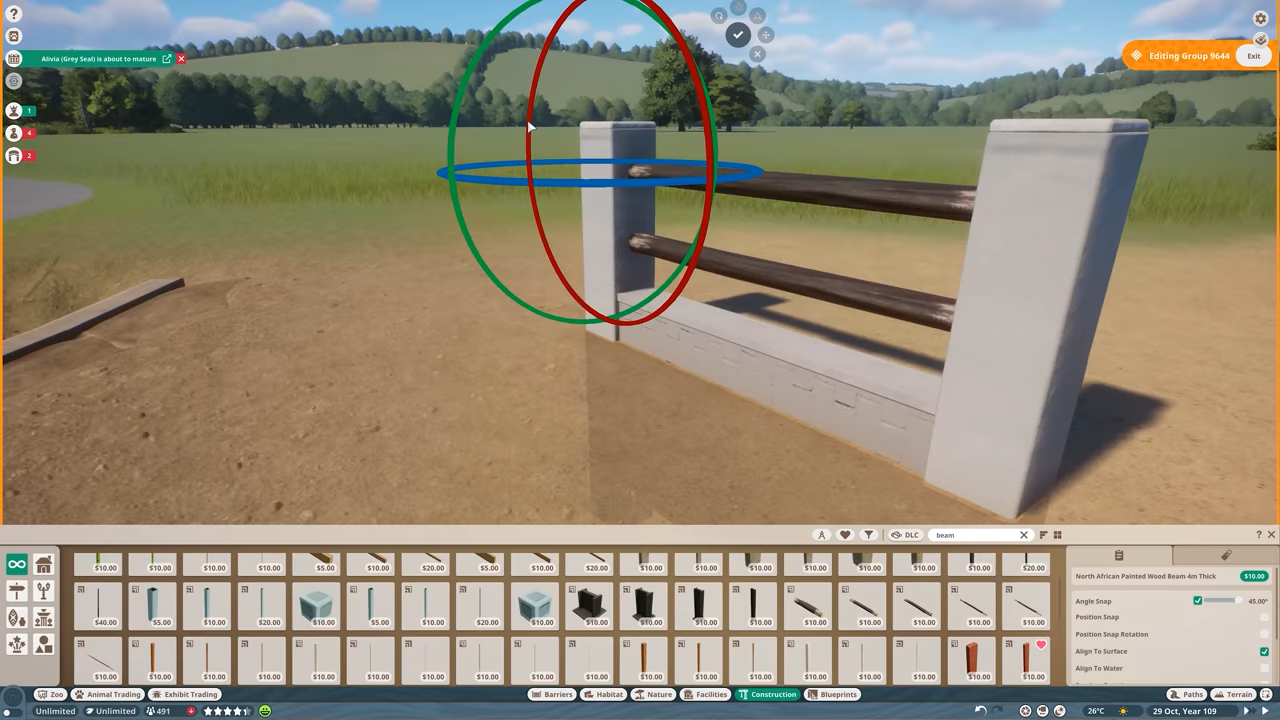 Alivia (Grey Seal) is about to mature
1
4
2
Editing Group 9644
Exit
DLC
beam
$10.00 $10.00 $10.00 $20.00 $5.00 $10.00 $20.00 $5.00 $10.00 $20.00 $10.00 $10.00 $10.00 $10.00 $10.00 $10.00 $10.00 $20.00
$40.00 $5.00 $10.00 $20.00 $10.00 $5.00 $10.00 $20.00 $10.00 $10.00 $10.00 $10.00 $10.00 $10.00 $10.00 $10.00 $10.00 $10.00
$10.00 $10.00 $10.00 $10.00 $10.00 $10.00 $10.00 $10.00 $10.00 $10.00 $10.00 $10.00 $10.00 $10.00 $10.00 $10.00 $10.00 $10.00
North African Painted Wood Beam 4m Thick $10.00
Angle Snap 45.00°
Position Snap
Position Snap Rotation
Align To Surface
Align To Water
Zoo Animal Trading Exhibit Trading Barriers Habitat Nature Facilities Construction Blueprints Paths Terrain
Unlimited Unlimited 491 26°C 29 Oct, Year 109